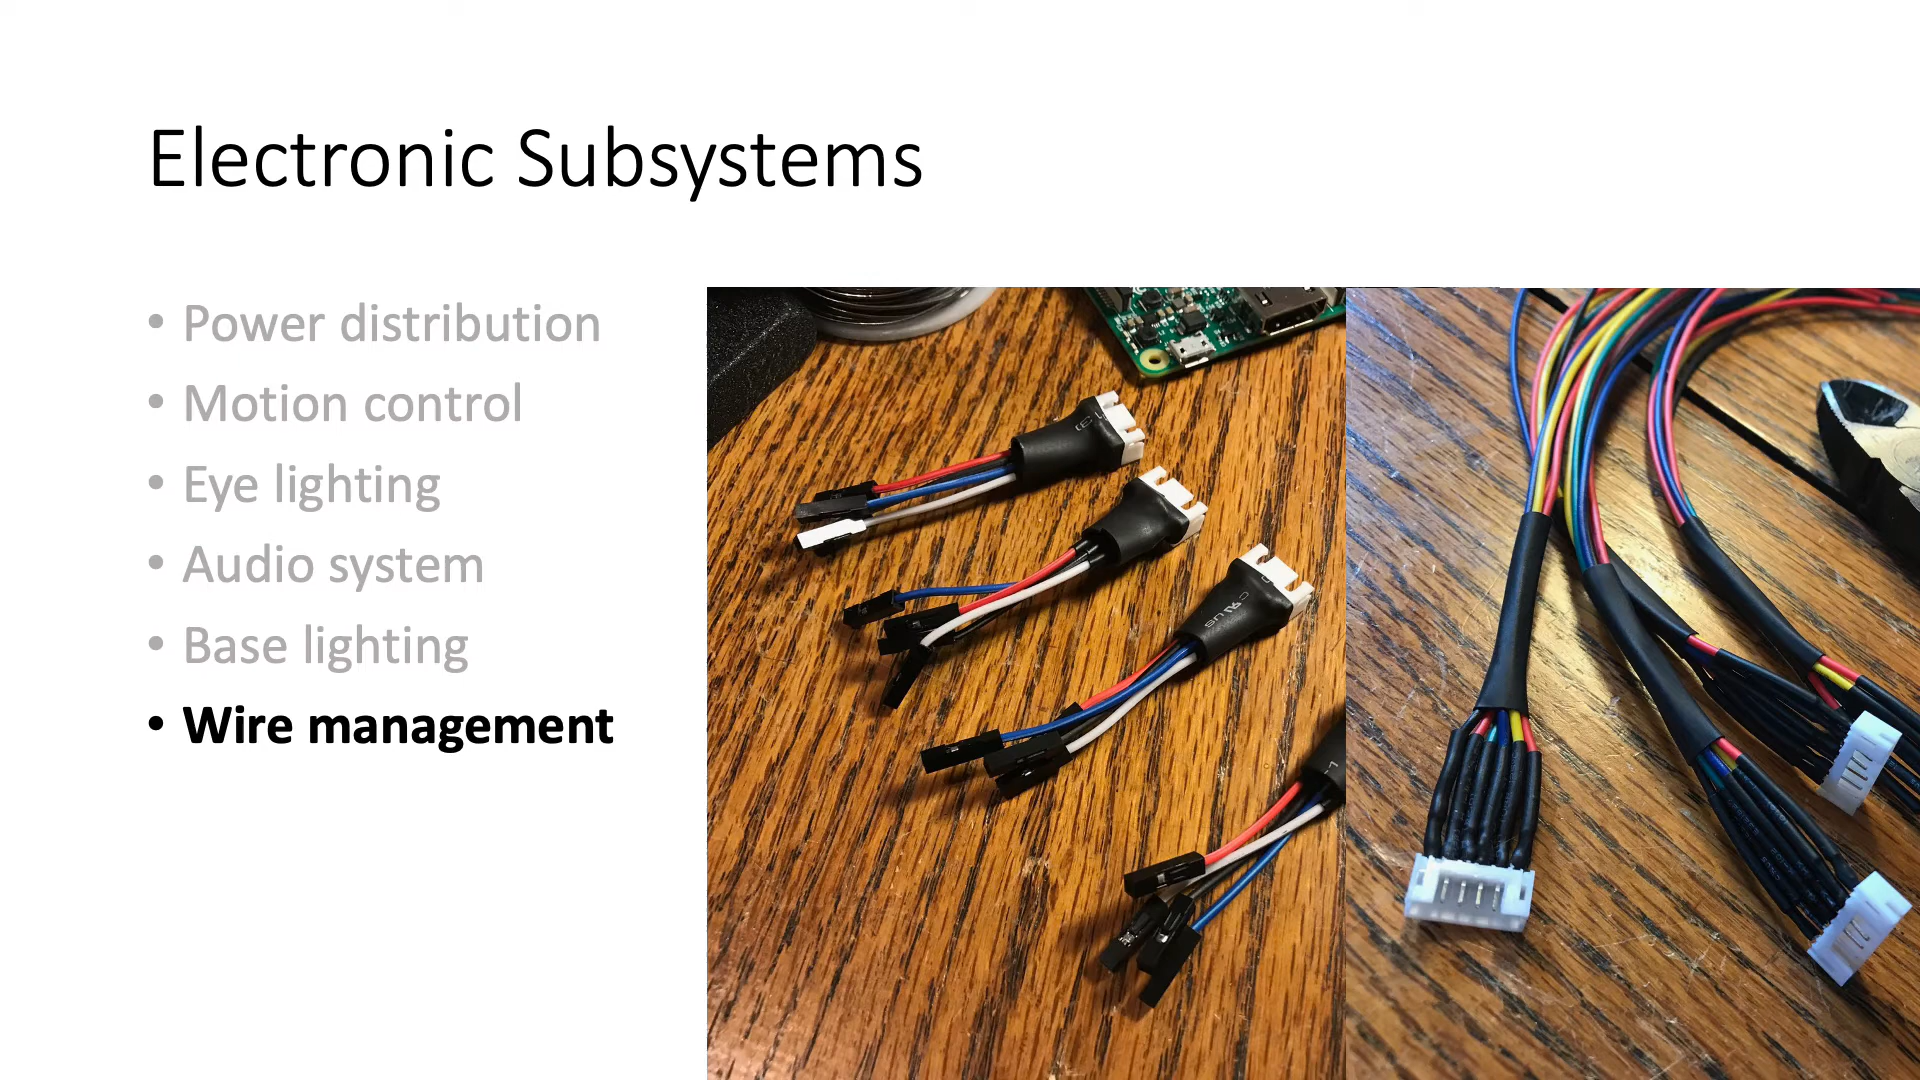 Electronic Subsystems
• Power distribution
• Motion control
• Eye lighting
• Audio system
• Base lighting
• Wire management